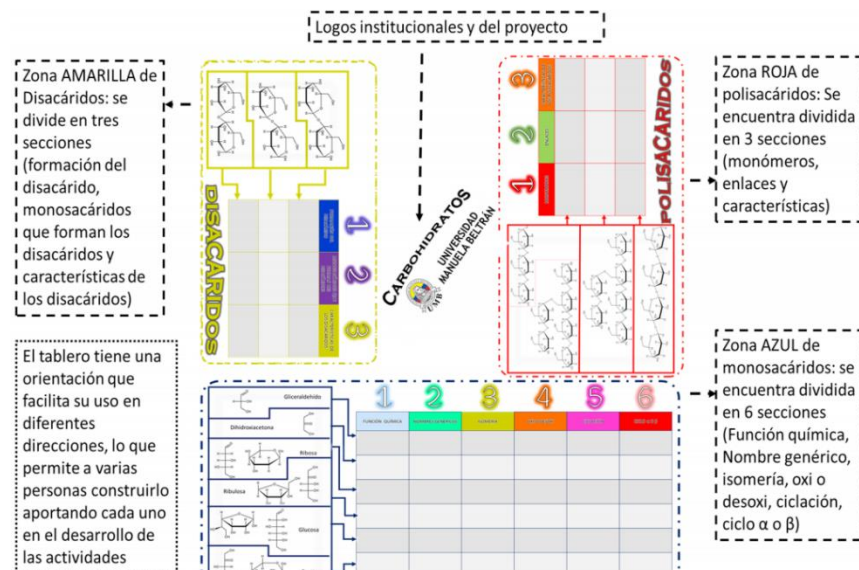 Logos institucionales y del proyecto
Zona AMARILLA de
Disacáridos: se
divide en tres
secciones
(formación del
disacárido,
monosacáridos
que forman los
disacáridos y
características de
los disacáridos)
El tablero tiene una
orientación que
facilita su uso en
diferentes
direcciones, lo que
permite a varias
personas construirlo
aportando cada uno
en el desarrollo de
las actividades
DISACÁRIDOS
1
2
3
CARBOHIDRATOS
UMB
UNIVERSIDAD
MANUELA BELTRÁN
3
2
1
POLISACÁRIDOS
Zona ROJA de
polisacáridos: Se
encuentra dividida
en 3 secciones
(monómeros,
enlaces y
características)
Zona AZUL de
monosacáridos: se
encuentra dividida
en 6 secciones
(Función química,
Nombre genérico,
isomería, oxi o
desoxi, ciclación,
ciclo α o β)
1 2 3 4 5 6
FUNCIÓN QUÍMICA
Gliceraldehido
Dihidroxiacetona
Ribosa
Ribulosa
Glucosa